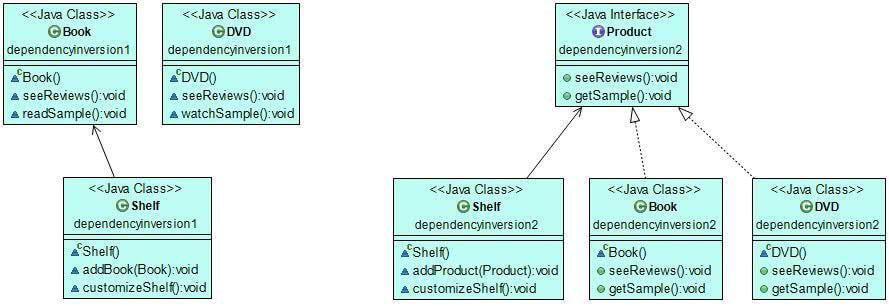 <<Java Class>>
Book
dependencyinversion1
Book()
seeReviews():void
readSample():void
<<Java Class>>
DVD
dependencyinversion1
DVD()
seeReviews():void
watchSample():void
<<Java Class>>
Shelf
dependencyinversion1
Shelf()
addBook(Book):void
customizeShelf():void
<<Java Interface>>
Product
dependencyinversion2
seeReviews():void
getSample():void
<<Java Class>>
Shelf
dependencyinversion2
Shelf()
addProduct(Product):void
customizeShelf():void
<<Java Class>>
Book
dependencyinversion2
Book()
seeReviews():void
getSample():void
<<Java Class>>
DVD
dependencyinversion2
DVD()
seeReviews():void
getSample():void